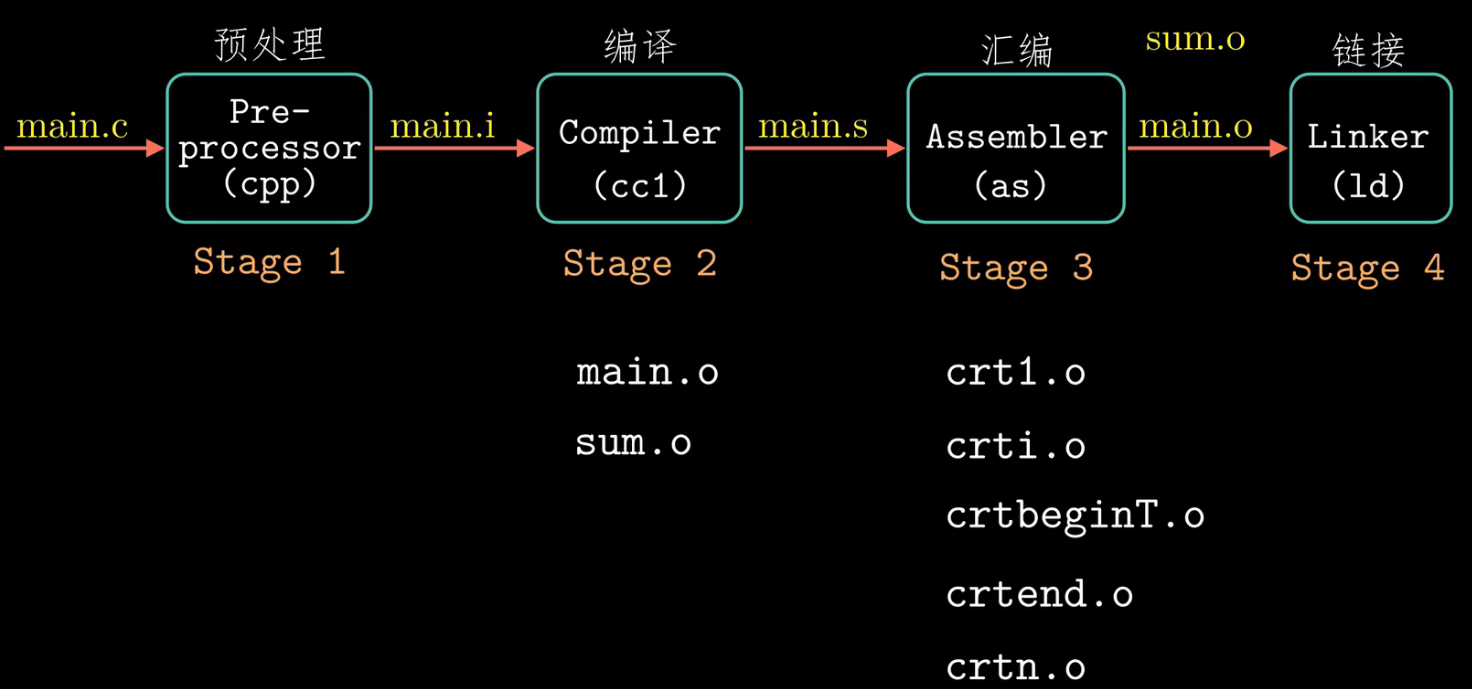 预处理
编译
汇编
sum.o
链接
main.c
Pre-
processor
(cpp)
main.i
Compiler
(cc1)
main.s
Assembler
(as)
main.o
Linker
(ld)
Stage 1
Stage 2
Stage 3
Stage 4
main.o
sum.o
crt1.o
crti.o
crtbeginT.o
crtend.o
crtn.o